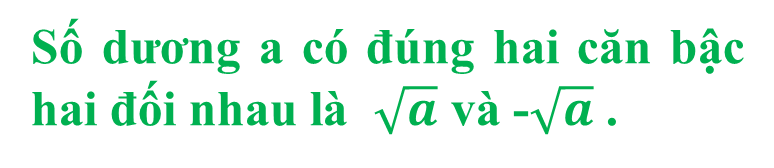 Số dương a có đúng hai căn bậc
hai đối nhau là √a và -√a .